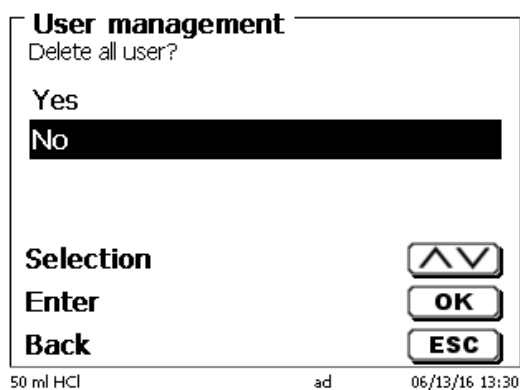 User management
Delete all user?
Yes
No
Selection
Enter OK
Back ESC
50 ml HCl ad 06/13/16 13:30